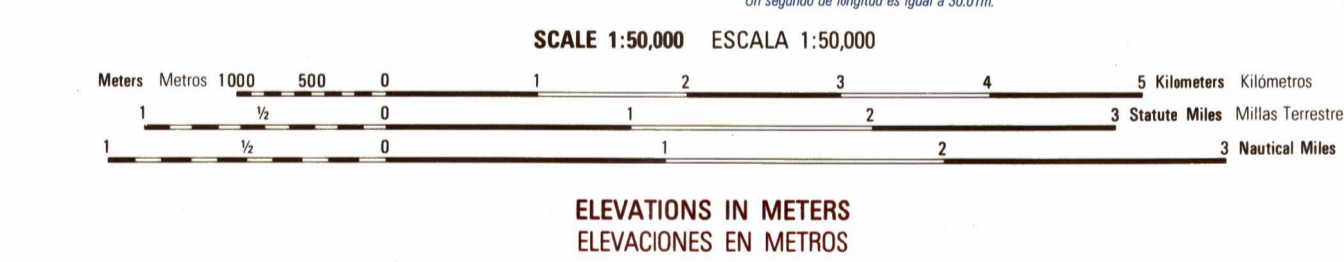 Un segundo de longitud es igual a 30.01m.
SCALE 1:50,000 ESCALA 1:50,000
Meters Metros 1000 500 0 1 2 3 4 5 Kilometers Kilómetros
1 ½ 0 1 2 3 Statute Miles Millas Terrestre
1 ½ 0 1 2 3 Nautical Miles
ELEVATIONS IN METERS
ELEVACIONES EN METROS